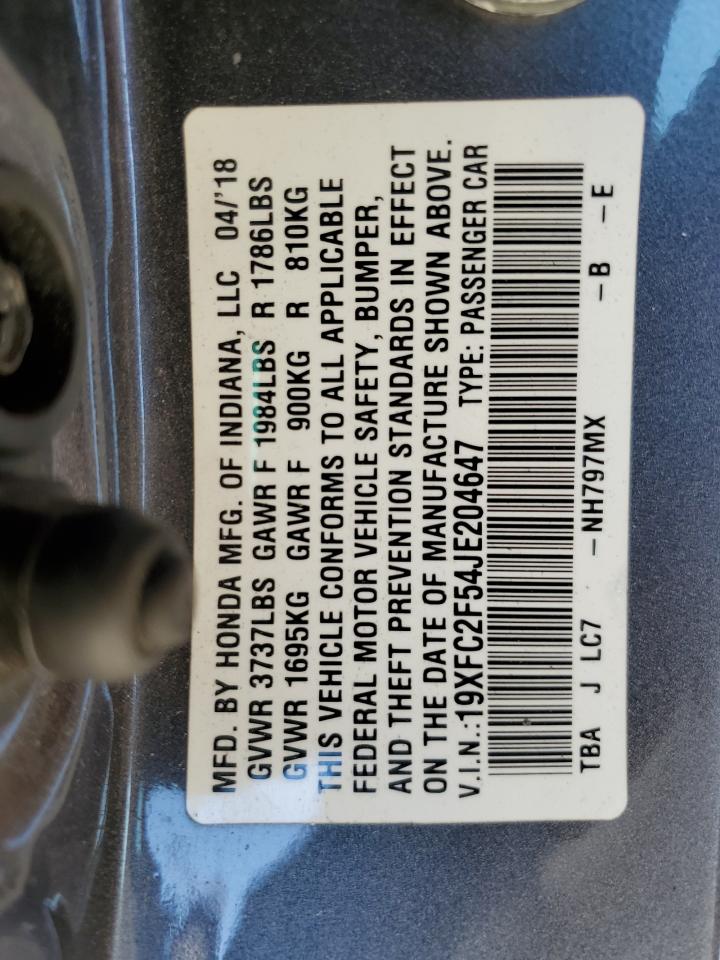 MFD. BY HONDA MFG. OF INDIANA, LLC 04/'18
GVWR 3737LBS GAWR F 1984LBS R 1786LBS
GVWR 1695KG GAWR F 900KG R 810KG
THIS VEHICLE CONFORMS TO ALL APPLICABLE
FEDERAL MOTOR VEHICLE SAFETY, BUMPER,
AND THEFT PREVENTION STANDARDS IN EFFECT
ON THE DATE OF MANUFACTURE SHOWN ABOVE.
V.I.N.:19XFC2F54JE204647 TYPE: PASSENGER CAR
TBA J LC7 -NH797MX -B -E